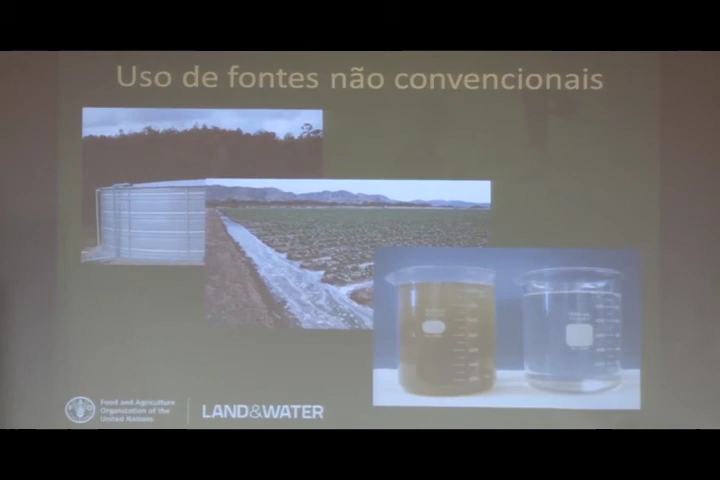 Uso de fontes não convencionais
Food and Agriculture
Organization of the
United Nations
LAND&WATER